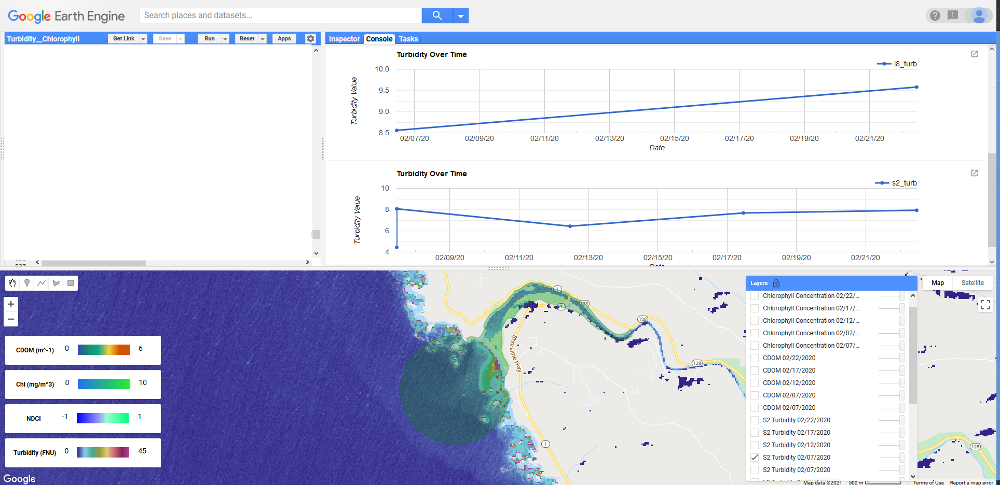 Google Earth Engine
Search places and datasets...
Turbidity__Chlorophyll
Get Link
Save
Run
Reset
Apps
Inspector
Console
Tasks
Turbidity Over Time
l8_turb
Turbidity Value
10.0
9.5
9.0
8.5
02/07/20 02/09/20 02/11/20 02/13/20 02/15/20 02/17/20 02/19/20 02/21/20
Date
Turbidity Over Time
s2_turb
Turbidity Value
10
8
6
4
02/09/20 02/11/20 02/13/20 02/15/20 02/17/20 02/19/20 02/21/20
Date
537
CDOM (m^-1) 0 6
Chl (mg/m^3) 0 10
NDCI -1 1
Turbidity (FNU) 0 45
Google
1
128
1
128
Shoreline Hwy
128
1
128
Layers
Chlorophyll Concentration 02/22/...
Chlorophyll Concentration 02/17/...
Chlorophyll Concentration 02/12/...
Chlorophyll Concentration 02/07/...
Chlorophyll Concentration 02/07/...
CDOM 02/22/2020
CDOM 02/17/2020
CDOM 02/12/2020
CDOM 02/07/2020
CDOM 02/07/2020
S2 Turbidity 02/22/2020
S2 Turbidity 02/17/2020
S2 Turbidity 02/12/2020
S2 Turbidity 02/07/2020
S2 Turbidity 02/07/2020
Map
Satellite
Map data ©2021
500 m
Terms of Use
Report a map error